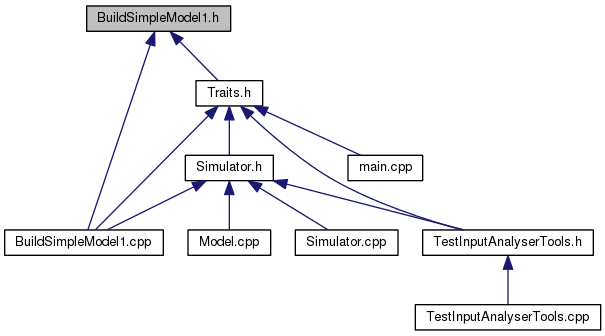 BuildSimpleModel1.h
Traits.h
Simulator.h
main.cpp
BuildSimpleModel1.cpp
Model.cpp
Simulator.cpp
TestInputAnalyserTools.h
TestInputAnalyserTools.cpp